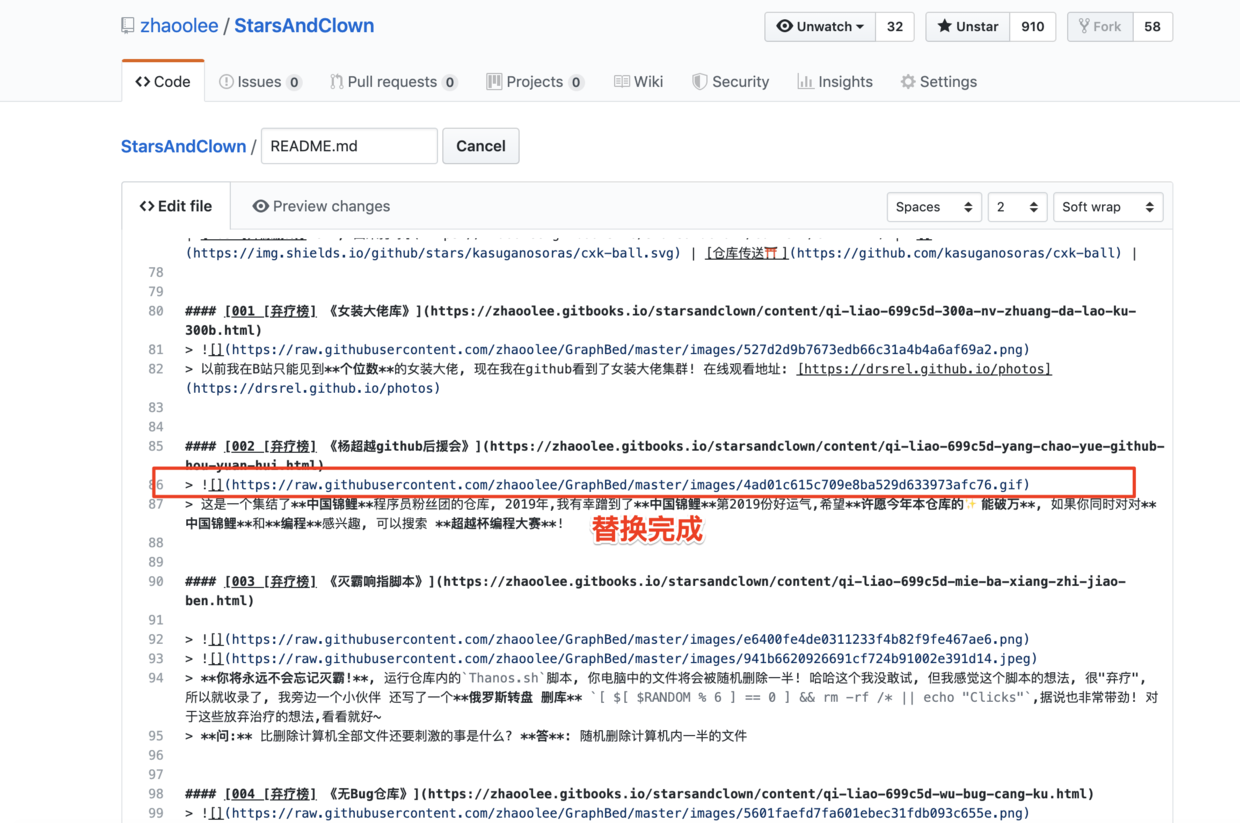 zhaoolee / StarsAndClown
Unwatch 32 Unstar 910 Fork 58
Code Issues 0 Pull requests 0 Projects 0 Wiki Security Insights Settings
StarsAndClown / README.md Cancel
Edit file Preview changes Spaces 2 Soft wrap
(https://img.shields.io/github/stars/kasuganosoras/cxk-ball.svg) | [仓库传送⛩️](https://github.com/kasuganosoras/cxk-ball) |
78
79
80 #### [001 [弃疗榜] 《女装大佬库》](https://zhaoolee.gitbooks.io/starsandclown/content/qi-liao-699c5d-300a-nv-zhuang-da-lao-ku-
300b.html)
81 > ![](https://raw.githubusercontent.com/zhaoolee/GraphBed/master/images/527d2d9b7673edb66c31a4b4a6af69a2.png)
82 > 以前我在B站只能见到**个位数**的女装大佬, 现在我在github看到了女装大佬集群! 在线观看地址: [https://drsrel.github.io/photos]
(https://drsrel.github.io/photos)
83
84
85 #### [002 [弃疗榜] 《杨超越github后援会》](https://zhaoolee.gitbooks.io/starsandclown/content/qi-liao-699c5d-yang-chao-yue-github-
hou-yuan-hui.html)
86 > ![](https://raw.githubusercontent.com/zhaoolee/GraphBed/master/images/4ad01c615c709e8ba529d633973afc76.gif)
87 > 这是一个集结了**中国锦鲤**程序员粉丝团的仓库, 2019年,我有幸蹭到了**中国锦鲤**第2019份好运气,希望**许愿今年本仓库的✨ 能破万**, 如果你同时对对**
中国锦鲤**和**编程**感兴趣, 可以搜索 **超越杯编程大赛**!
替换完成
88
89
90 #### [003 [弃疗榜] 《灭霸响指脚本》](https://zhaoolee.gitbooks.io/starsandclown/content/qi-liao-699c5d-mie-ba-xiang-zhi-jiao-
ben.html)
91
92 > ![](https://raw.githubusercontent.com/zhaoolee/GraphBed/master/images/e6400fe4de0311233f4b82f9fe467ae6.png)
93 > ![](https://raw.githubusercontent.com/zhaoolee/GraphBed/master/images/941b6620926691cf724b91002e391d14.jpeg)
94 > **你将永远不会忘记灭霸!**, 运行仓库内的`Thanos.sh`脚本, 你电脑中的文件将会被随机删除一半! 哈哈这个我没敢试, 但我感觉这个脚本的想法, 很"弃疗",
所以就收录了, 我旁边一个小伙伴 还写了一个**俄罗斯转盘 删库** `[ $[ $RANDOM % 6 ] == 0 ] && rm -rf /* || echo "Clicks"`,据说也非常带劲! 对
于这些放弃治疗的想法,看看就好~
95 > **问:** 比删除计算机全部文件还要刺激的事是什么? **答**: 随机删除计算机内一半的文件
96
97
98 #### [004 [弃疗榜] 《无Bug仓库》](https://zhaoolee.gitbooks.io/starsandclown/content/qi-liao-699c5d-wu-bug-cang-ku.html)
99 > ![](https://raw.githubusercontent.com/zhaoolee/GraphBed/master/images/5601faefd7fa601ebec31fdb093c655e.png)